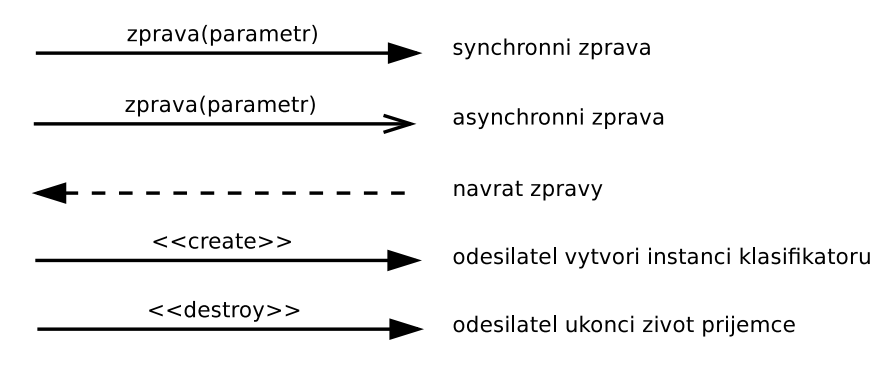 zprava(parametr)
synchronni zprava
zprava(parametr)
asynchronni zprava
navrat zpravy
<<create>>
odesilatel vytvori instanci klasifikatoru
<<destroy>>
odesilatel ukonci zivot prijemce